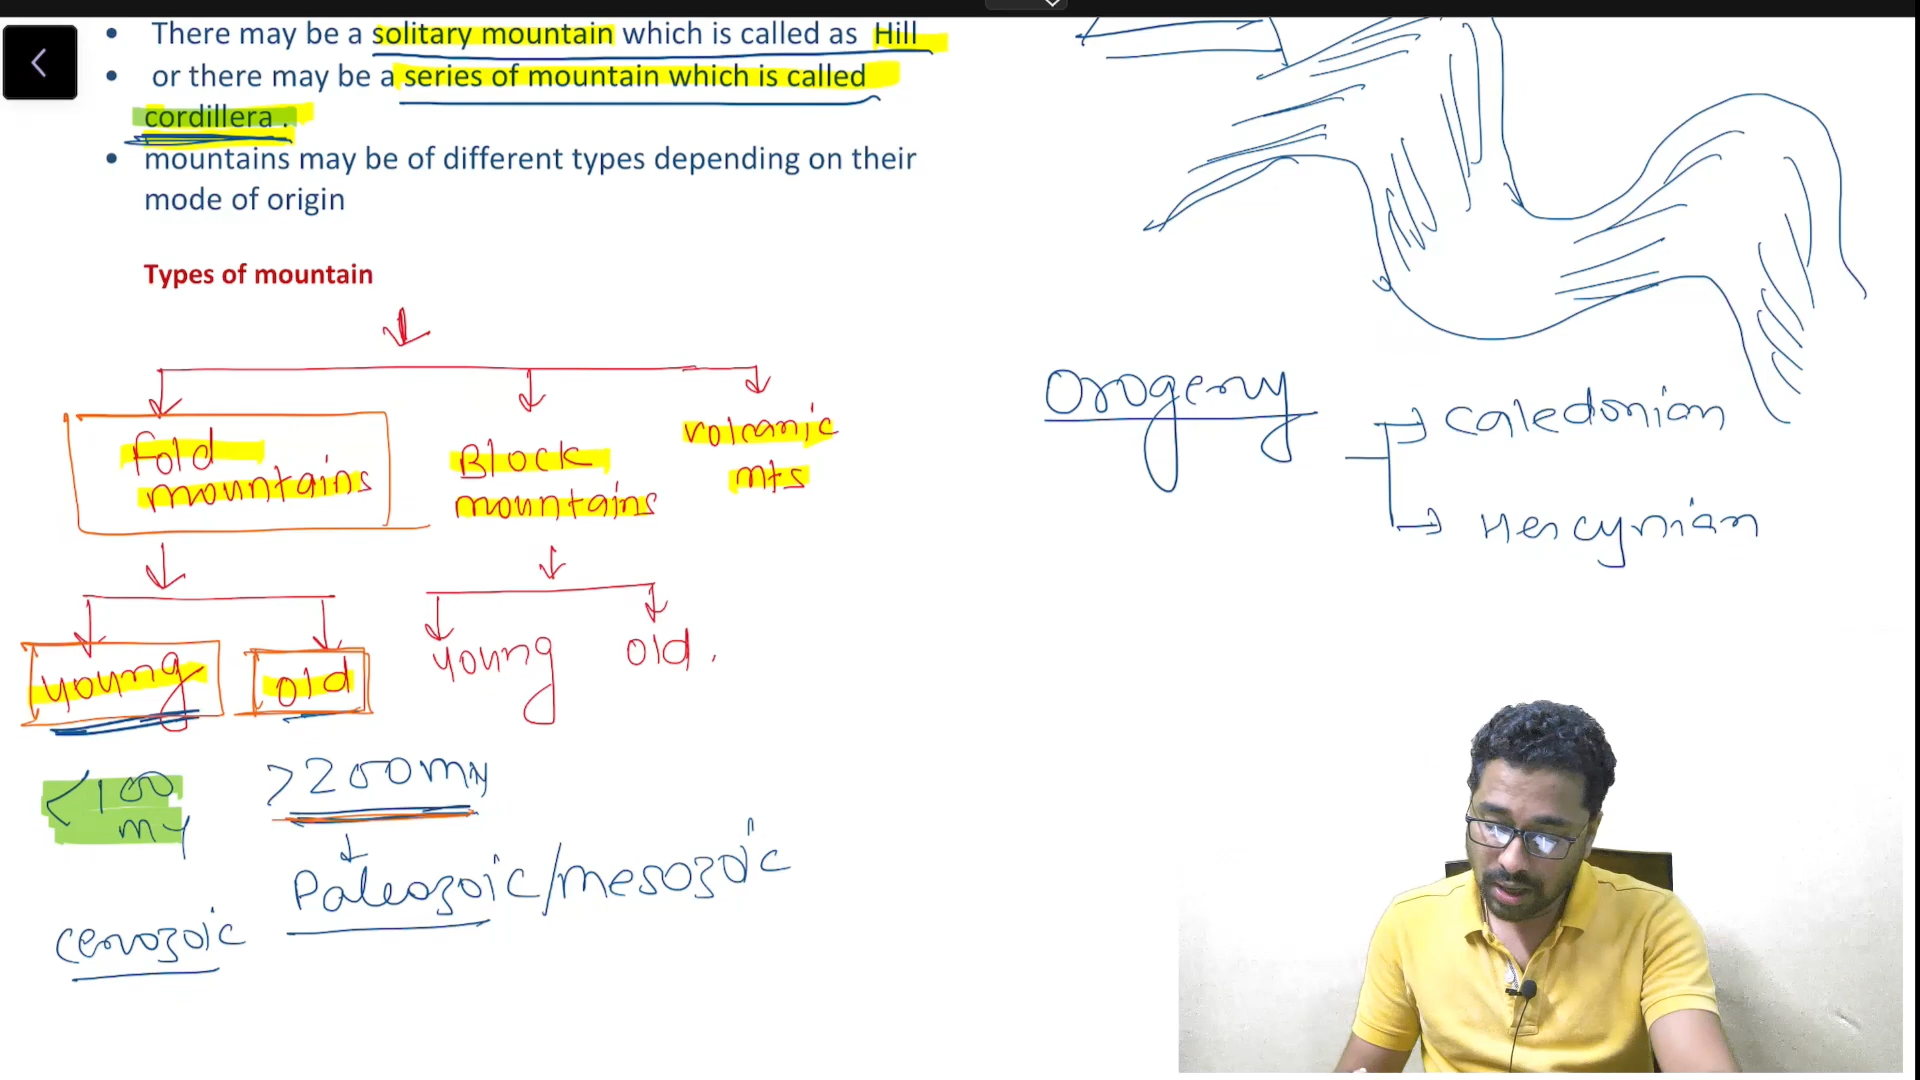 • There may be a solitary mountain which is called as Hill
• or there may be a series of mountain which is called
cordillera .
• mountains may be of different types depending on their
mode of origin
Types of mountain
fold
mountains
Block
mountains
volcanic
mts
young
old
young
old.
<100
my
>200my
Paleozoic/mesozoic
cenozoic
Orogeny
caledonian
Hercynian